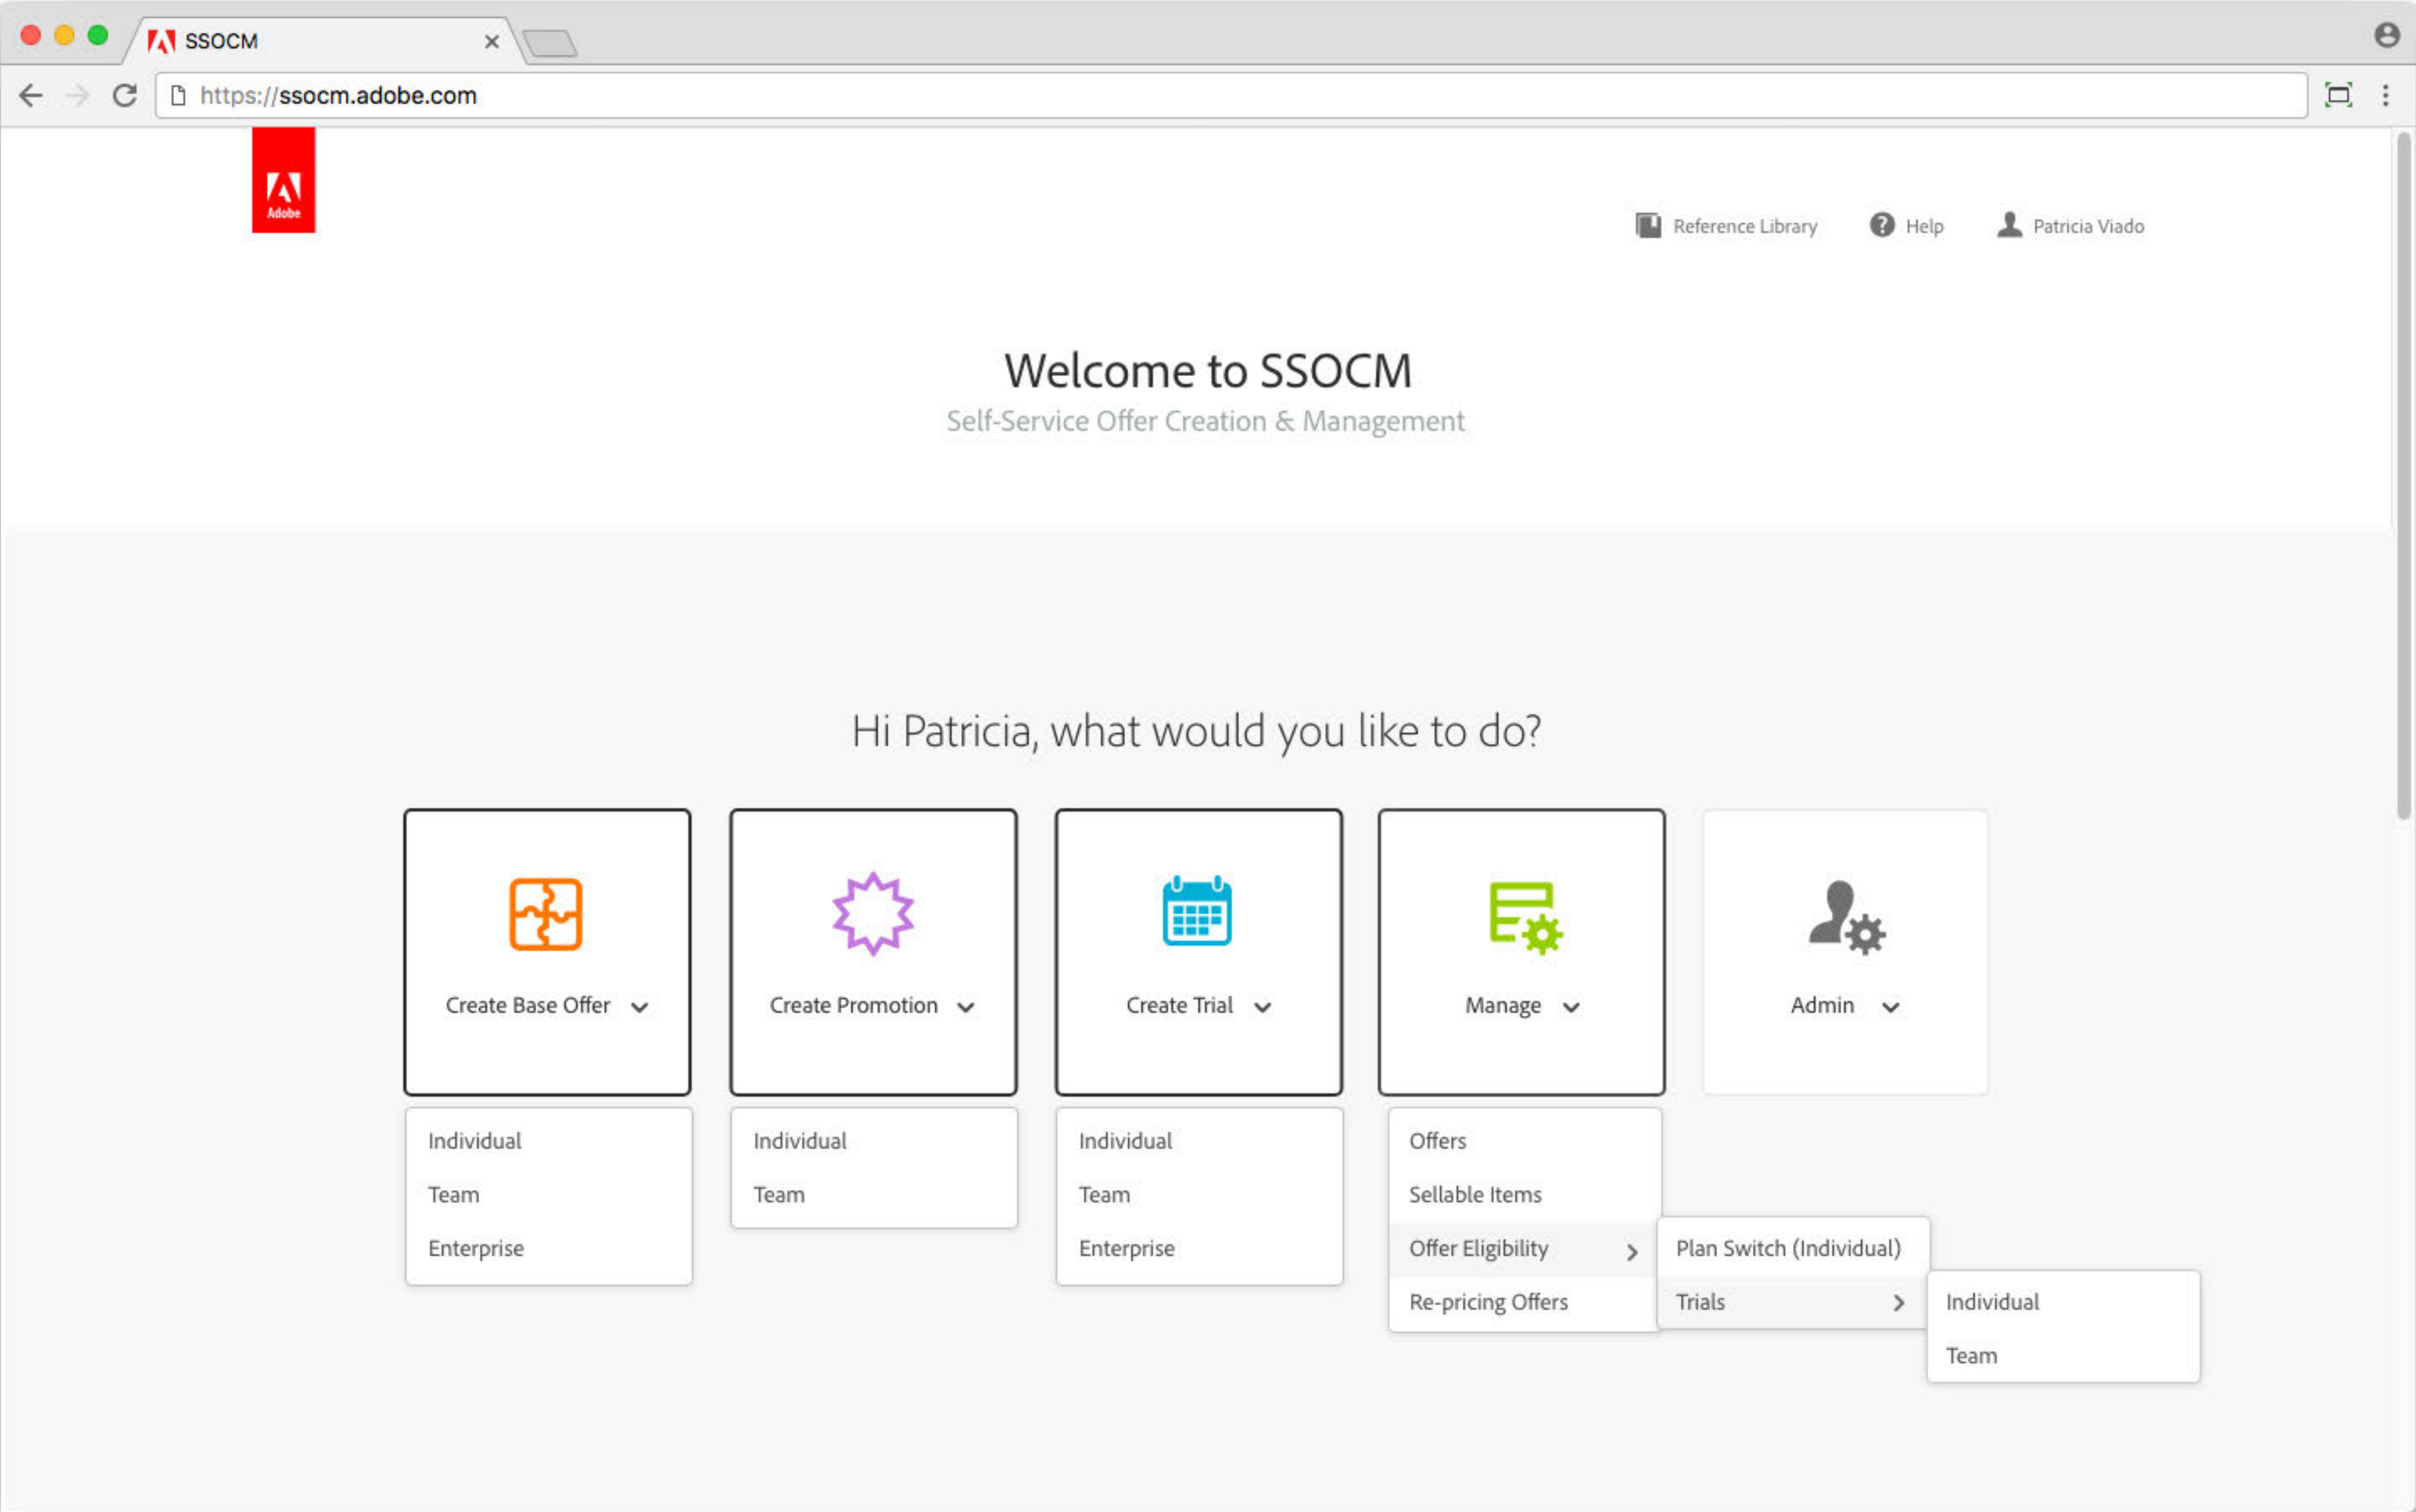 SSOCM
https://ssocm.adobe.com
Adobe
Reference Library
Help
Patricia Viado
Welcome to SSOCM
Self-Service Offer Creation & Management
Hi Patricia, what would you like to do?
Create Base Offer
Create Promotion
Create Trial
Manage
Admin
Individual
Team
Enterprise
Individual
Team
Individual
Team
Enterprise
Offers
Sellable Items
Offer Eligibility
Re-pricing Offers
Plan Switch (Individual)
Trials
Individual
Team